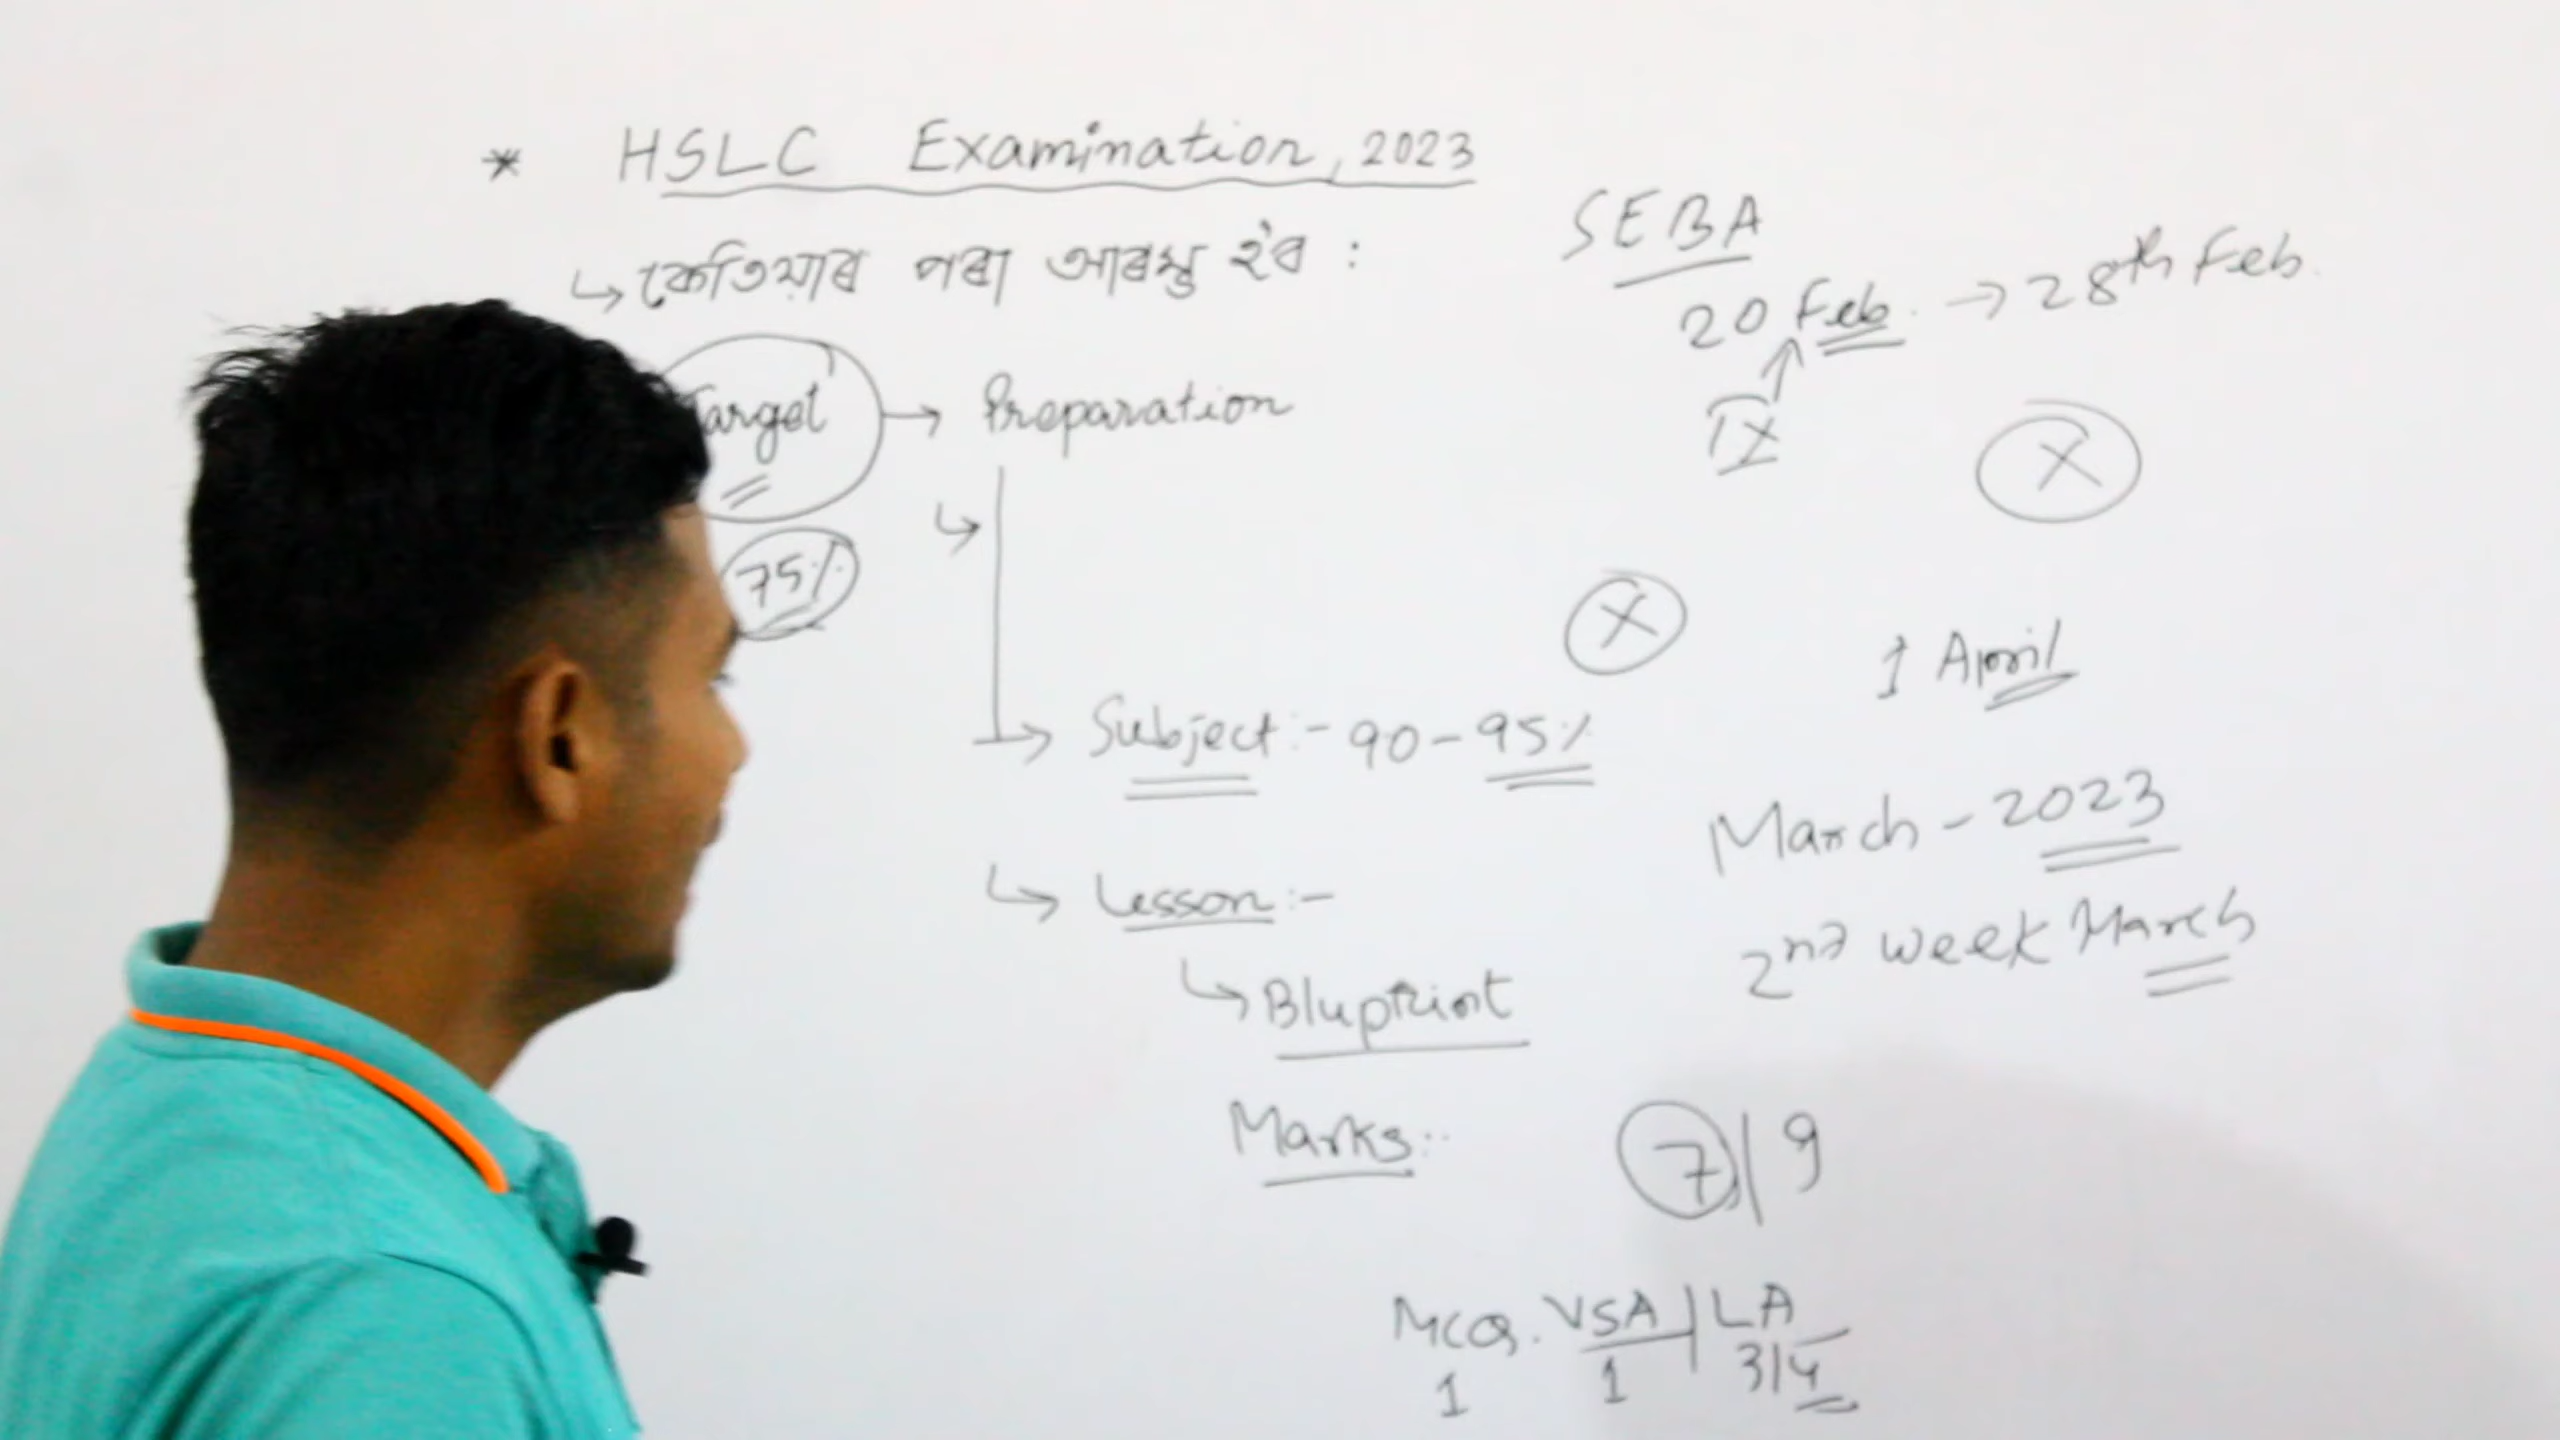 * HSLC Examination, 2023
↳ কেতিয়াৰ পৰা আৰম্ভ হ'ব :
SEBA
20 Feb. → 28th Feb.
IX
X
Target → Preparation
75%
X
1 April
→ Subject :- 90-95%
March - 2023
↳ Lesson :-
2nd week March
↳ Bluprint
Marks :-
7 | 9
MCQ. VSA | LA
1 1 3/4